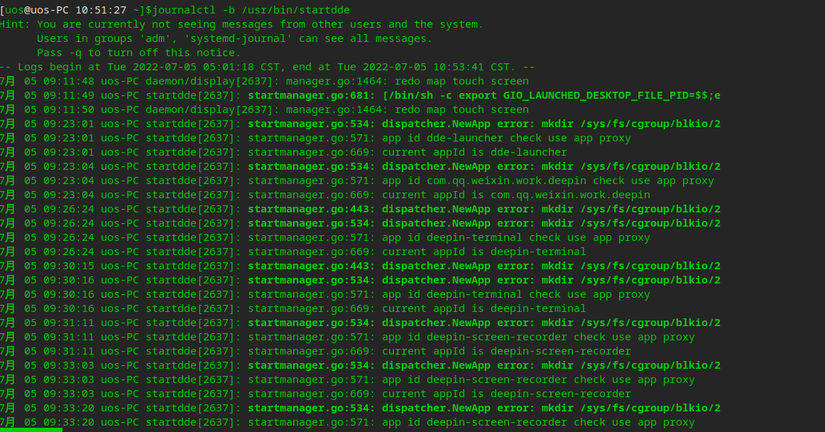 [uos@uos-PC 10:51:27 ~]$journalctl -b /usr/bin/startdde
Hint: You are currently not seeing messages from other users and the system.
Users in groups 'adm', 'systemd-journal' can see all messages.
Pass -q to turn off this notice.
-- Logs begin at Tue 2022-07-05 05:01:18 CST, end at Tue 2022-07-05 10:53:41 CST. --
7月 05 09:11:48 uos-PC daemon/display[2637]: manager.go:1464: redo map touch screen
7月 05 09:11:49 uos-PC startdde[2637]: startmanager.go:681: [/bin/sh -c export GIO_LAUNCHED_DESKTOP_FILE_PID=$$;e
7月 05 09:11:50 uos-PC daemon/display[2637]: manager.go:1464: redo map touch screen
7月 05 09:23:01 uos-PC startdde[2637]: startmanager.go:534: dispatcher.NewApp error: mkdir /sys/fs/cgroup/blkio/2
7月 05 09:23:01 uos-PC startdde[2637]: startmanager.go:571: app id dde-launcher check use app proxy
7月 05 09:23:01 uos-PC startdde[2637]: startmanager.go:669: current appId is dde-launcher
7月 05 09:23:04 uos-PC startdde[2637]: startmanager.go:534: dispatcher.NewApp error: mkdir /sys/fs/cgroup/blkio/2
7月 05 09:23:04 uos-PC startdde[2637]: startmanager.go:571: app id com.qq.weixin.work.deepin check use app proxy
7月 05 09:23:04 uos-PC startdde[2637]: startmanager.go:669: current appId is com.qq.weixin.work.deepin
7月 05 09:26:24 uos-PC startdde[2637]: startmanager.go:443: dispatcher.NewApp error: mkdir /sys/fs/cgroup/blkio/2
7月 05 09:26:24 uos-PC startdde[2637]: startmanager.go:534: dispatcher.NewApp error: mkdir /sys/fs/cgroup/blkio/2
7月 05 09:26:24 uos-PC startdde[2637]: startmanager.go:571: app id deepin-terminal check use app proxy
7月 05 09:26:24 uos-PC startdde[2637]: startmanager.go:669: current appId is deepin-terminal
7月 05 09:30:15 uos-PC startdde[2637]: startmanager.go:443: dispatcher.NewApp error: mkdir /sys/fs/cgroup/blkio/2
7月 05 09:30:16 uos-PC startdde[2637]: startmanager.go:534: dispatcher.NewApp error: mkdir /sys/fs/cgroup/blkio/2
7月 05 09:30:16 uos-PC startdde[2637]: startmanager.go:571: app id deepin-terminal check use app proxy
7月 05 09:30:16 uos-PC startdde[2637]: startmanager.go:669: current appId is deepin-terminal
7月 05 09:31:11 uos-PC startdde[2637]: startmanager.go:534: dispatcher.NewApp error: mkdir /sys/fs/cgroup/blkio/2
7月 05 09:31:11 uos-PC startdde[2637]: startmanager.go:571: app id deepin-screen-recorder check use app proxy
7月 05 09:31:11 uos-PC startdde[2637]: startmanager.go:669: current appId is deepin-screen-recorder
7月 05 09:33:03 uos-PC startdde[2637]: startmanager.go:534: dispatcher.NewApp error: mkdir /sys/fs/cgroup/blkio/2
7月 05 09:33:03 uos-PC startdde[2637]: startmanager.go:571: app id deepin-screen-recorder check use app proxy
7月 05 09:33:03 uos-PC startdde[2637]: startmanager.go:669: current appId is deepin-screen-recorder
7月 05 09:33:20 uos-PC startdde[2637]: startmanager.go:534: dispatcher.NewApp error: mkdir /sys/fs/cgroup/blkio/2
7月 05 09:33:20 uos-PC startdde[2637]: startmanager.go:571: app id deepin-screen-recorder check use app proxy